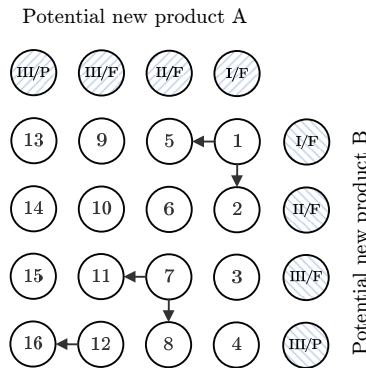 Potential new product A
III/P III/F II/F I/F
13 9 5 1 I/F
14 10 6 2 II/F
15 11 7 3 III/F
16 12 8 4 III/P
Potential new product B